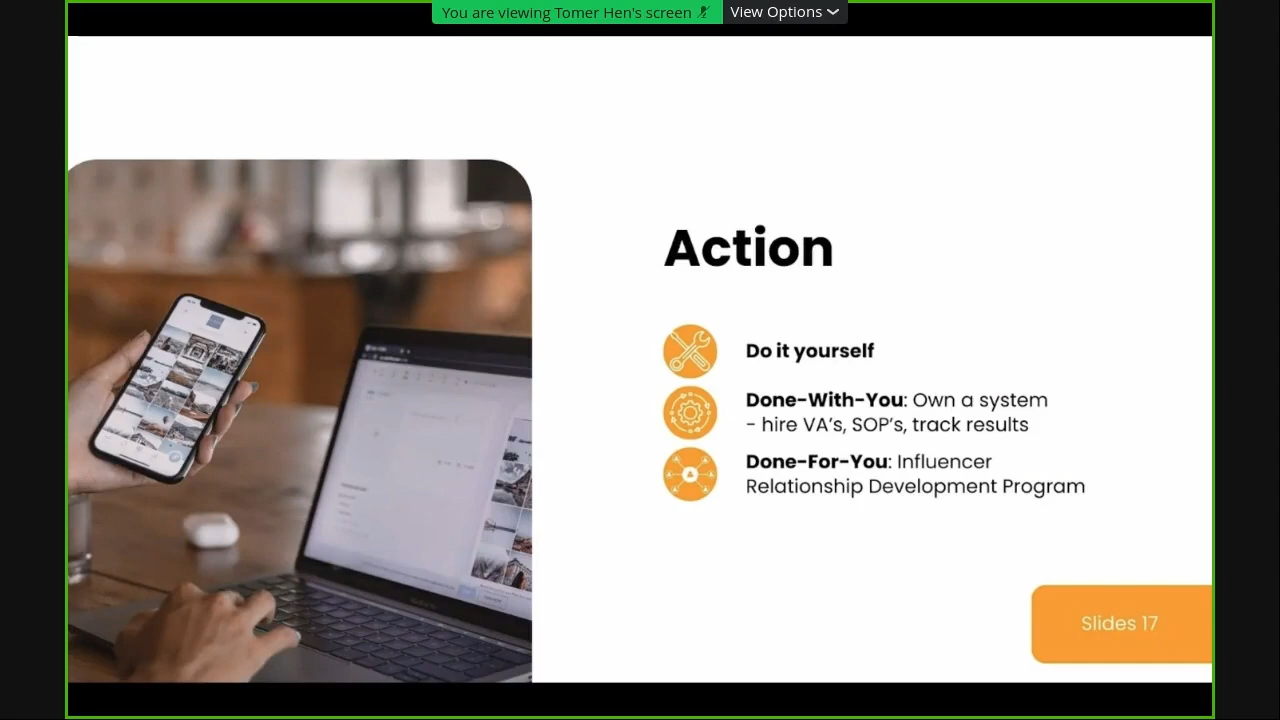 You are viewing Tomer Hen's screen
View Options
Action
Do it yourself
Done-With-You: Own a system
- hire VA's, SOP's, track results
Done-For-You: Influencer
Relationship Development Program
Slides 17